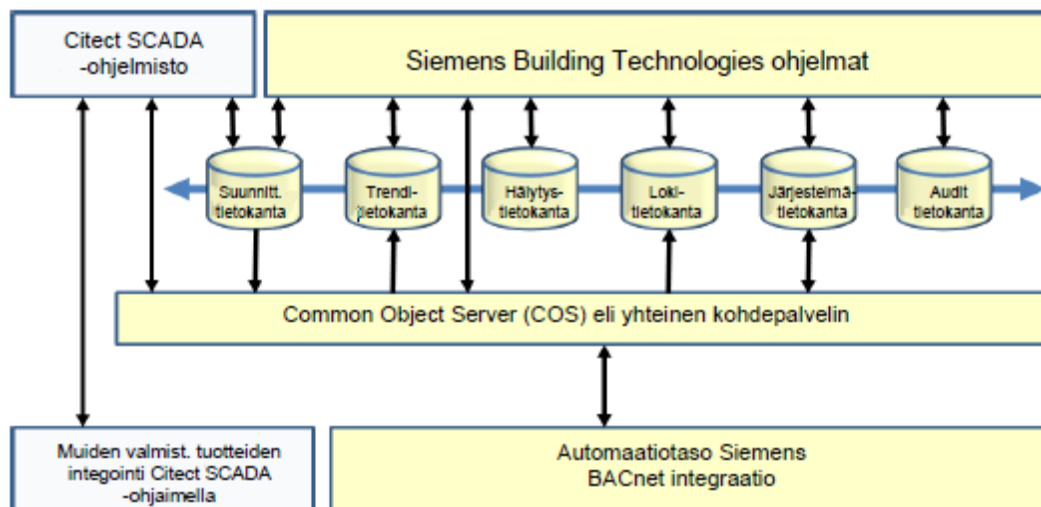 Citect SCADA
-ohjelmisto
Siemens Building Technologies ohjelmat
Suunnitt.
tietokanta
Trendi-
tietokanta
Hälytys-
tietokanta
Loki-
tietokanta
Järjestelmä-
tietokanta
Audit
tietokanta
Common Object Server (COS) eli yhteinen kohdepalvelin
Muiden valmist. tuotteiden
integointi Citect SCADA
-ohjaimella
Automaatiotaso Siemens
BACnet integraatio